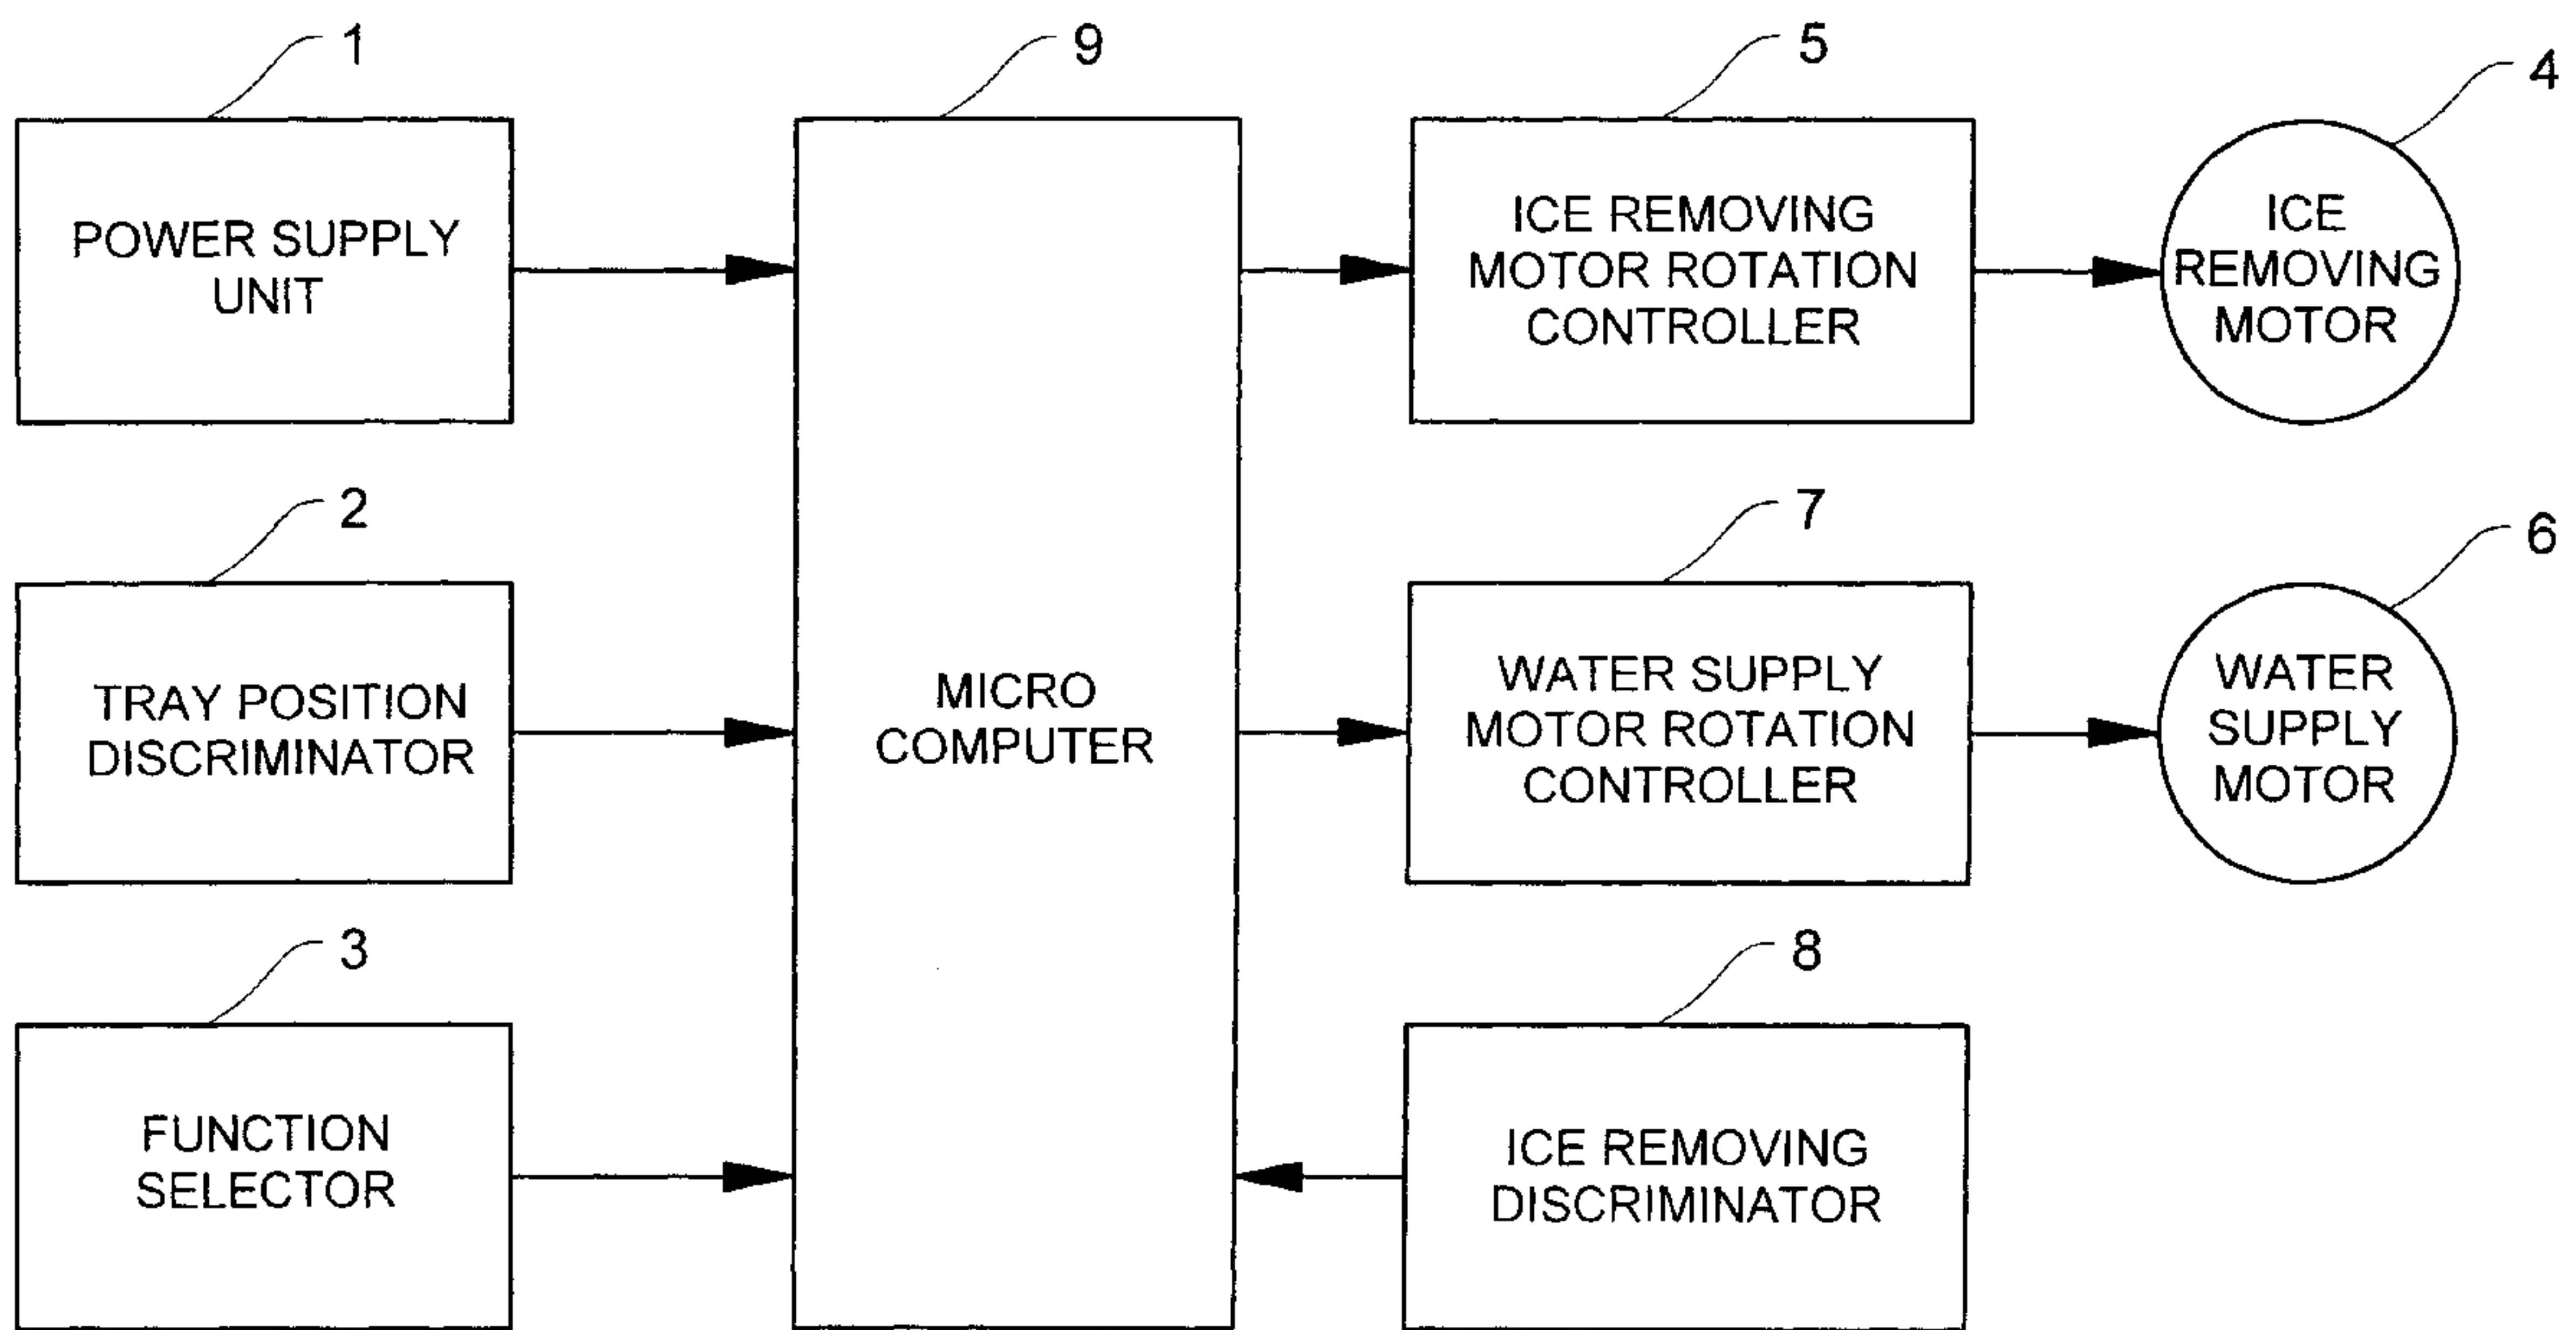 1
POWER SUPPLY
UNIT
2
TRAY POSITION
DISCRIMINATOR
3
FUNCTION
SELECTOR
9
MICRO
COMPUTER
5
ICE REMOVING
MOTOR ROTATION
CONTROLLER
4
ICE
REMOVING
MOTOR
7
WATER SUPPLY
MOTOR ROTATION
CONTROLLER
6
WATER
SUPPLY
MOTOR
8
ICE REMOVING
DISCRIMINATOR